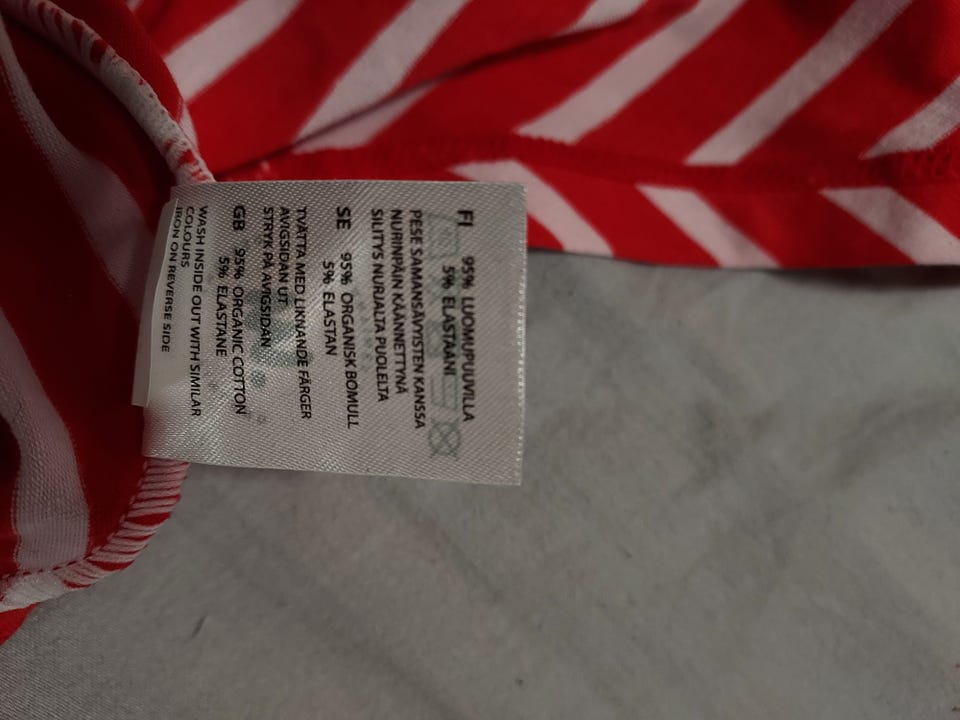 FI 95% LUOMUPUUVILLA
5% ELASTAANI
PESE SAMANSÄVYISTEN KANSSA
NURINPÄIN KÄÄNNETTYNÄ
SILITYS NURJALTA PUOLELTA
SE 95% ORGANISK BOMULL
5% ELASTAN
TVÄTTA MED LIKNANDE FÄRGER
AVIGSIDAN UT
STRYK PÅ AVIGSIDAN
GB 95% ORGANIC COTTON
5% ELASTANE
WASH INSIDE OUT WITH SIMILAR
COLOURS
IRON ON REVERSE SIDE